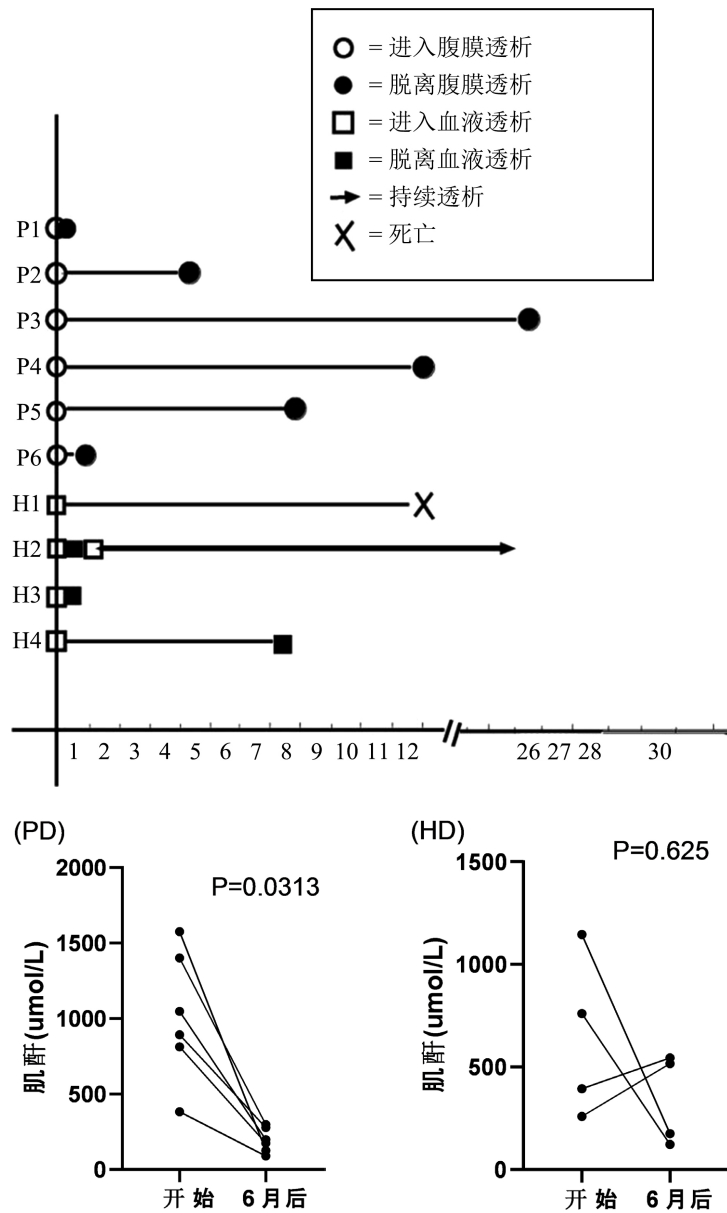 = 进入腹膜透析
= 脱离腹膜透析
= 进入血液透析
= 脱离血液透析
= 持续透析
= 死亡
P1
P2
P3
P4
P5
P6
H1
H2
H3
H4
1 2 3 4 5 6 7 8 9 10 11 12 26 27 28 30
(PD)
P=0.0313
2000
1500
1000
500
0
肌酐(umol/L)
开始 6月后
(HD)
P=0.625
1500
1000
500
0
肌酐(umol/L)
开始 6月后